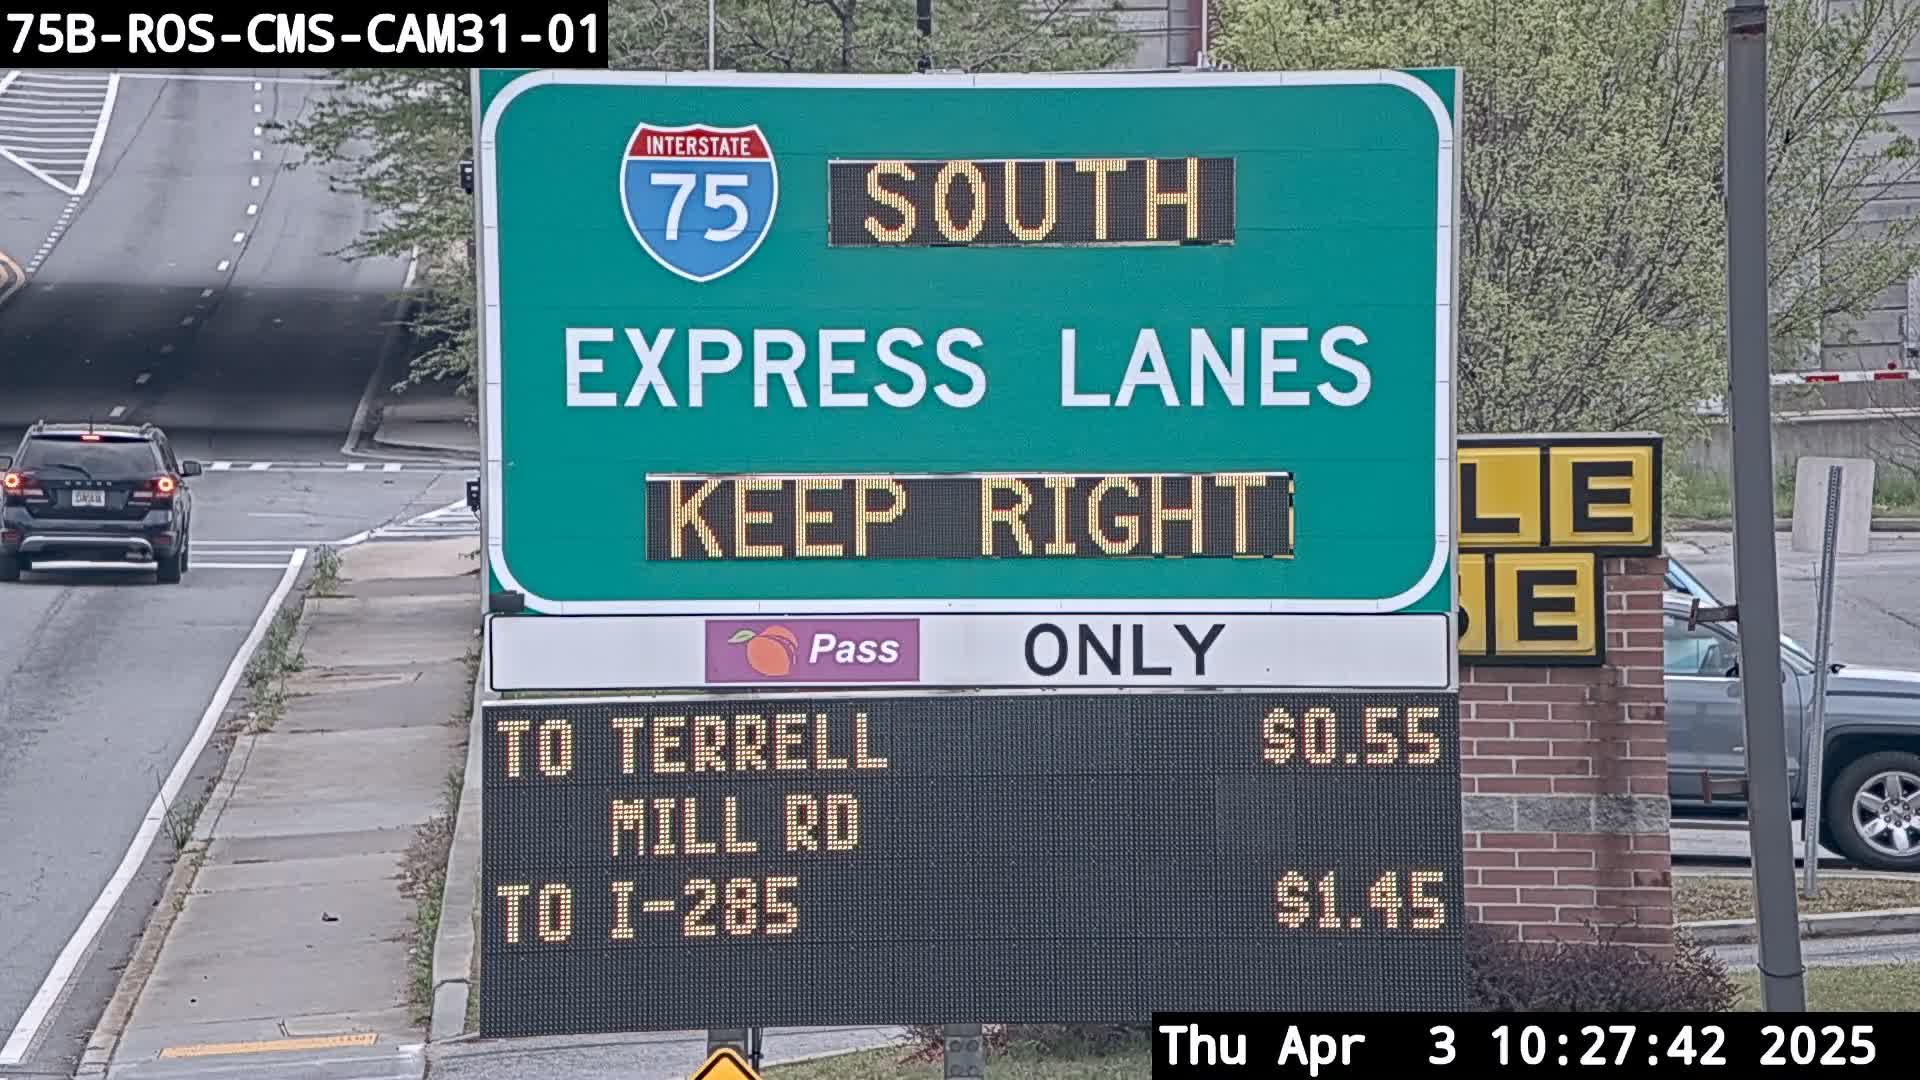 75B-ROS-CMS-CAM31-01
INTERSTATE
75
SOUTH
EXPRESS LANES
KEEP RIGHT
Pass ONLY
TO TERRELL $0.55
MILL RD
TO I-285 $1.45
LE
E
Thu Apr 3 10:27:42 2025